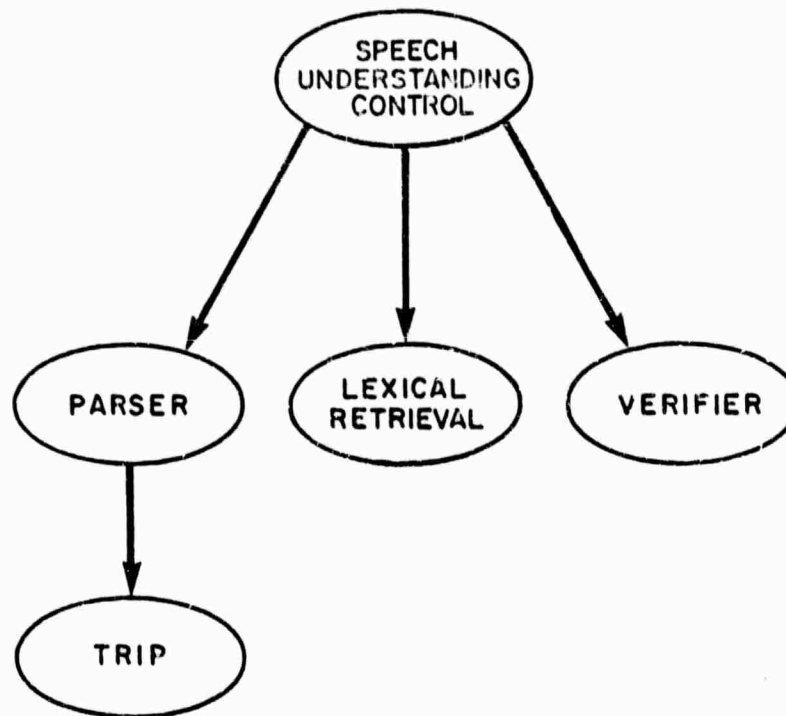 SPEECH
UNDERSTANDING
CONTROL
PARSER
LEXICAL
RETRIEVAL
VERIFIER
TRIP